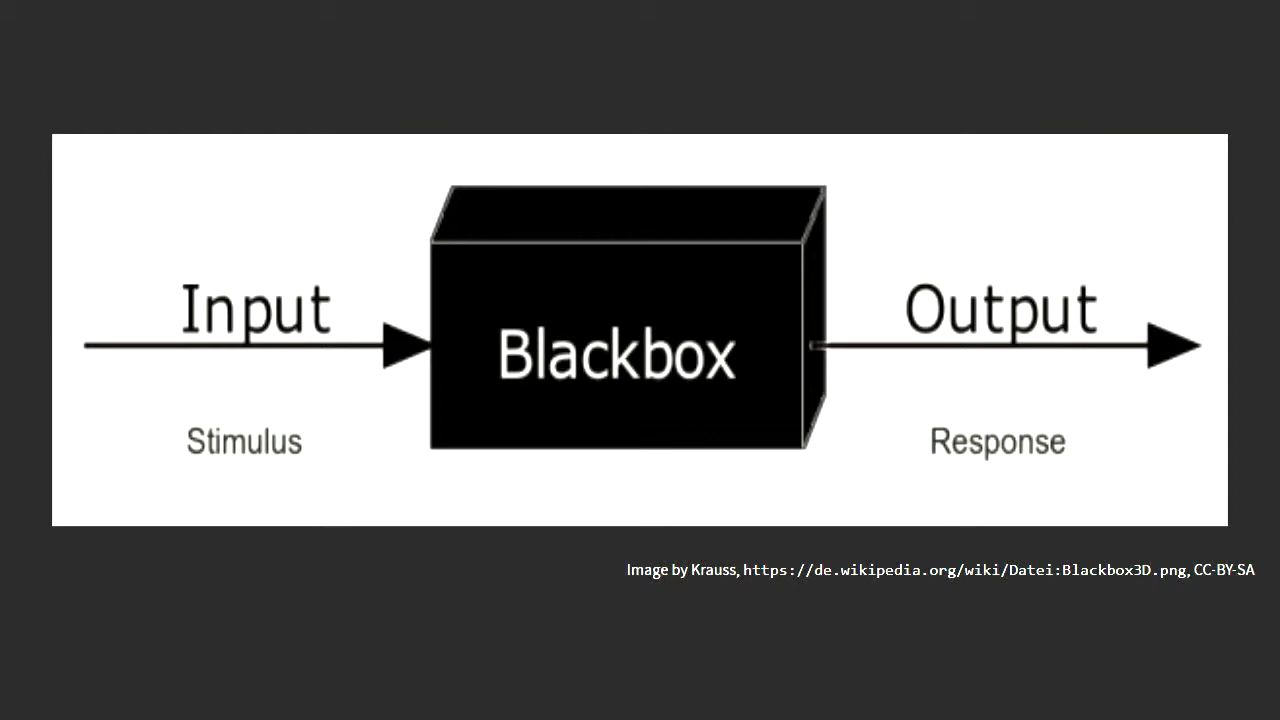 Input
Blackbox
Output
Stimulus
Response
Image by Krauss, https://de.wikipedia.org/wiki/Datei:Blackbox3D.png, CC-BY-SA